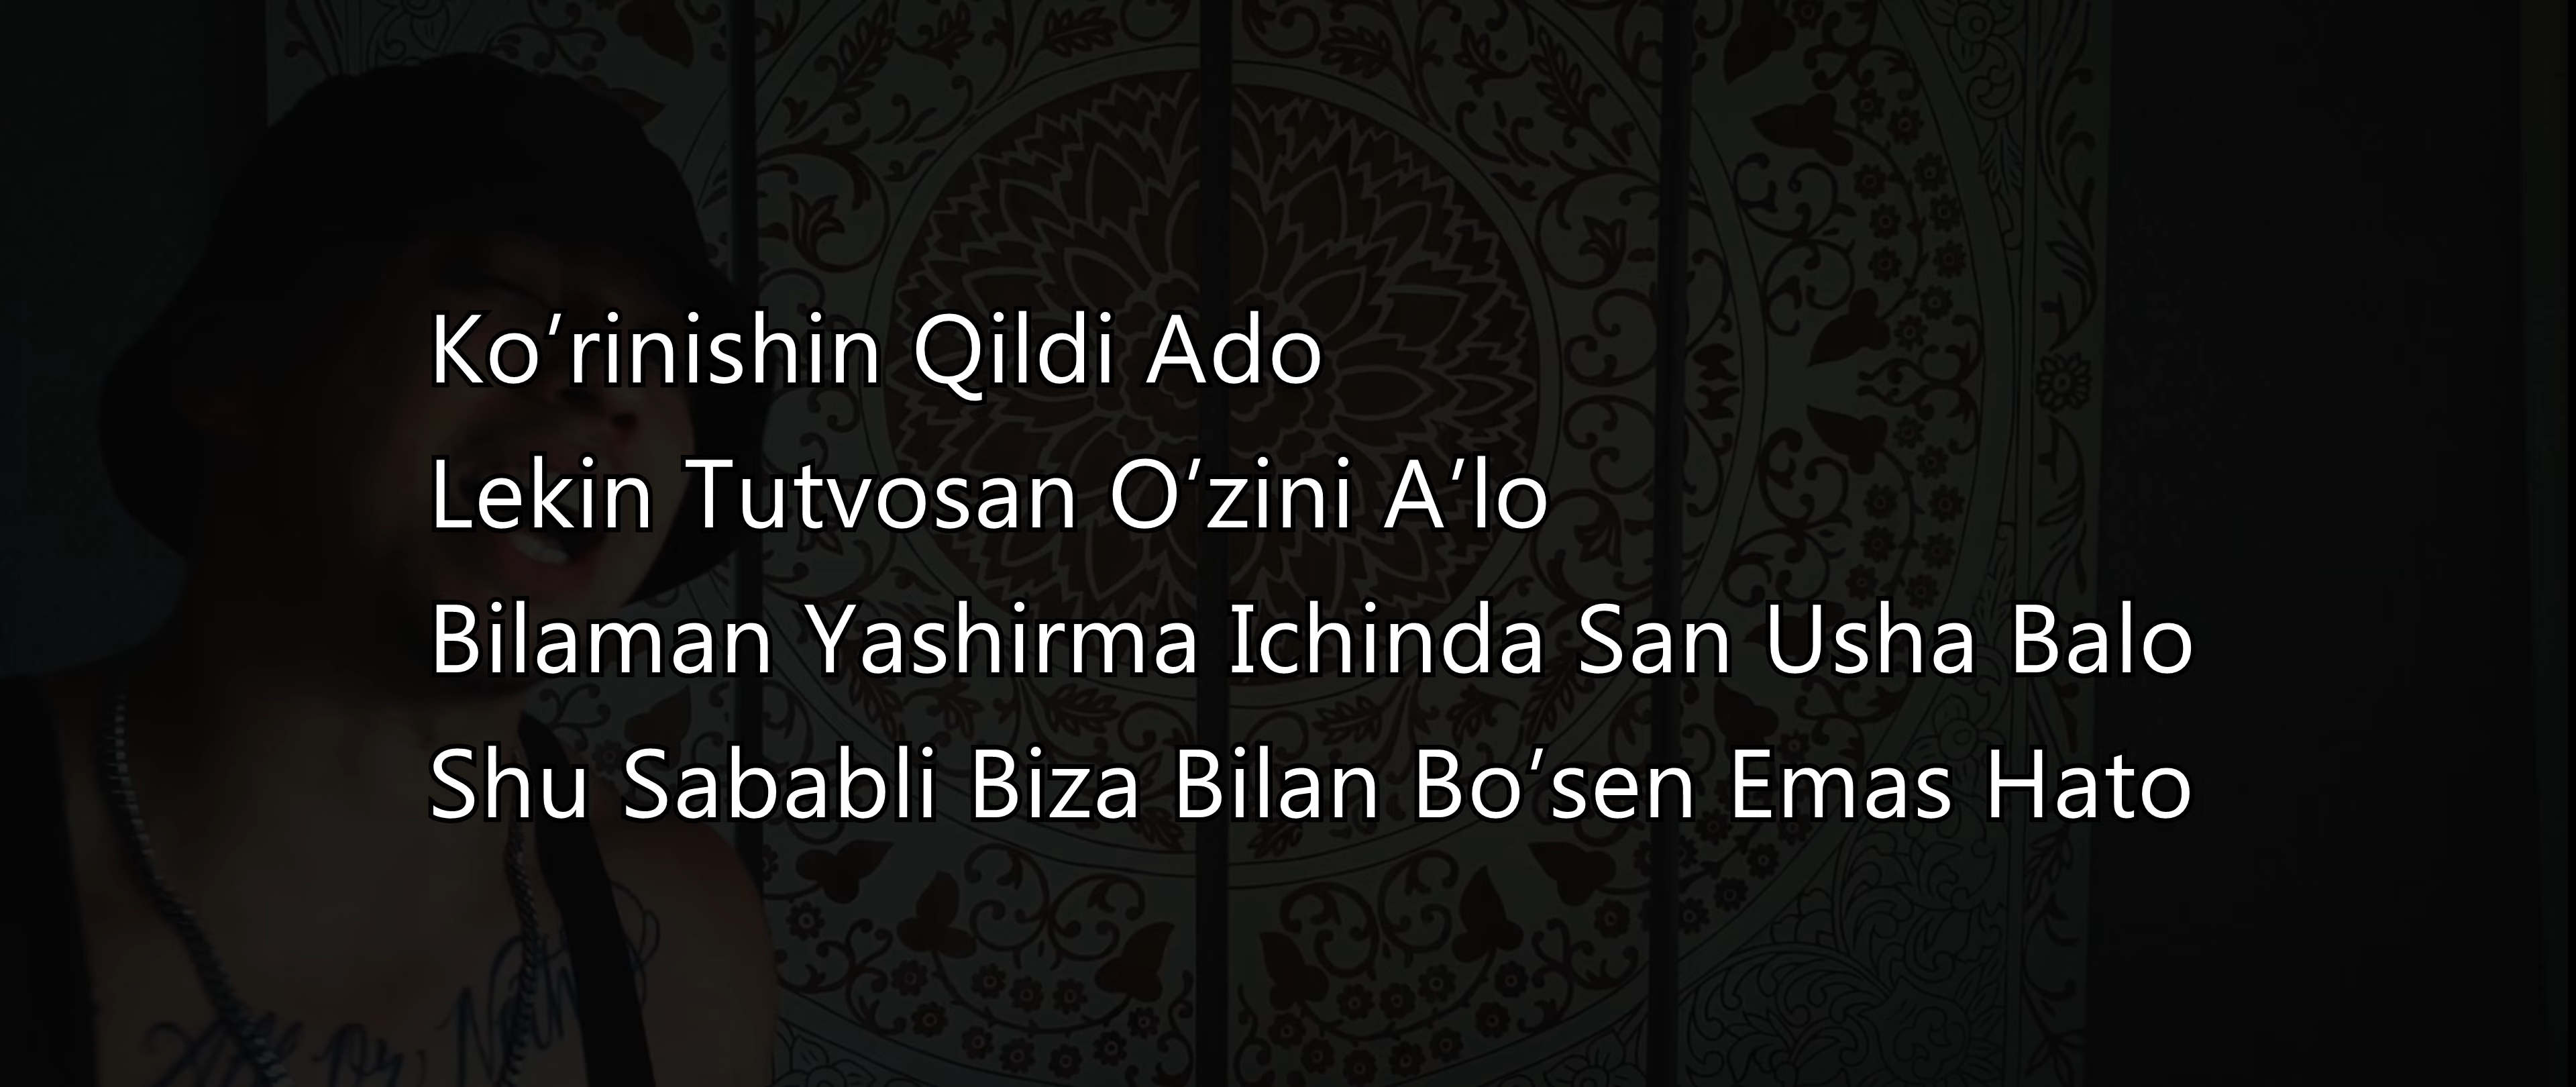 Ko’rinishin Qildi Ado
Lekin Tutvosan O’zini A’lo
Bilaman Yashirma Ichinda San Usha Balo
Shu Sababli Biza Bilan Bo’sen Emas Hato